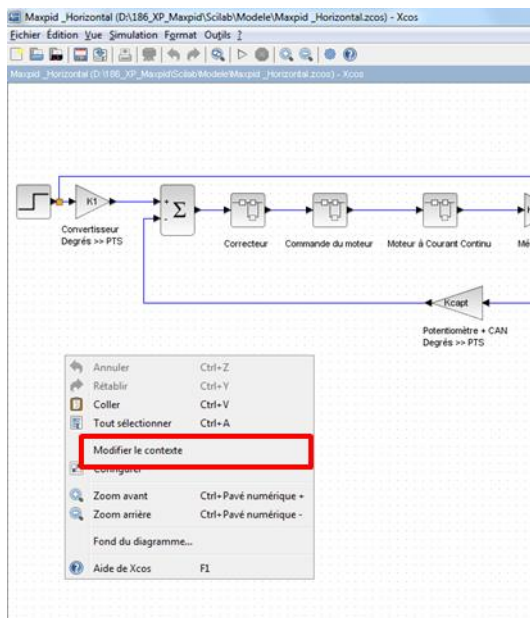 Maxpid _Horizontal (D:\186_XP_Maxpid\Scilab\Modele\Maxpid _Horizontal.zcos) - Xcos
Fichier Édition Vue Simulation Format Outils ?
Maxpid _Horizontal (D:\186_XP_Maxpid\Scilab\Modele\Maxpid _Horizontal.zcos) - Xcos
K1
+
-
Σ
Convertisseur
Degrés >> PTS
Correcteur
Commande du moteur
Moteur à Courant Continu
Mé
Kcapt
Potentiomètre + CAN
Degrés >> PTS
Annuler Ctrl+Z
Rétablir Ctrl+Y
Coller Ctrl+V
Tout sélectionner Ctrl+A
Modifier le contexte
Configurer
Zoom avant Ctrl+Pavé numérique +
Zoom arrière Ctrl+Pavé numérique -
Fond du diagramme...
Aide de Xcos F1